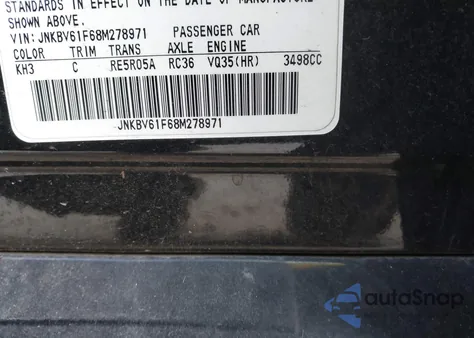 STANDARDS IN EFFECT ON THE DATE OF MANUFACTURE
SHOWN ABOVE.
VIN: JNKBV61F68M278971 PASSENGER CAR
COLOR TRIM TRANS AXLE ENGINE
KH3 C RE5R05A RC36 VQ35(HR) 3498CC
JNKBV61F68M278971
autoSnap